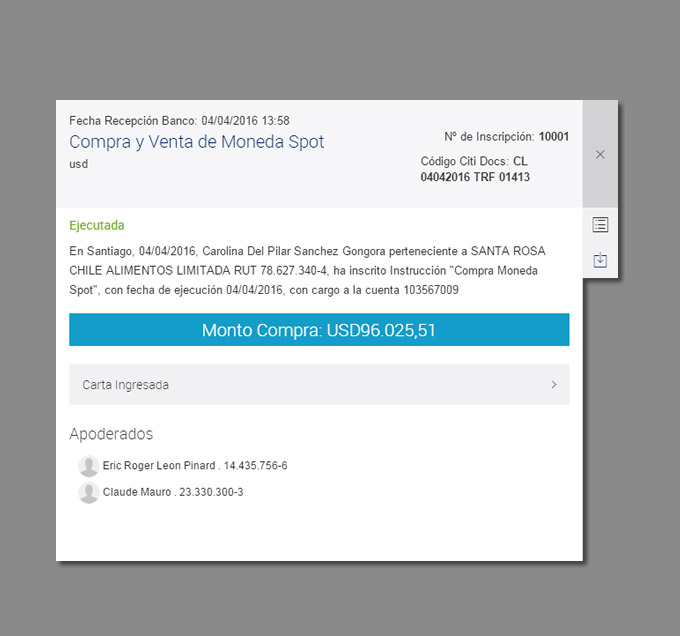 Fecha Recepción Banco: 04/04/2016 13:58
Compra y Venta de Moneda Spot
usd
Nº de Inscripción: 10001
Código Citi Docs: CL
04042016 TRF 01413
Ejecutada
En Santiago, 04/04/2016, Carolina Del Pilar Sanchez Gongora perteneciente a SANTA ROSA
CHILE ALIMENTOS LIMITADA RUT 78.627.340-4, ha inscrito Instrucción "Compra Moneda
Spot", con fecha de ejecución 04/04/2016, con cargo a la cuenta 103567009
Monto Compra: USD96.025,51
Carta Ingresada
Apoderados
Eric Roger Leon Pinard . 14.435.756-6
Claude Mauro . 23.330.300-3